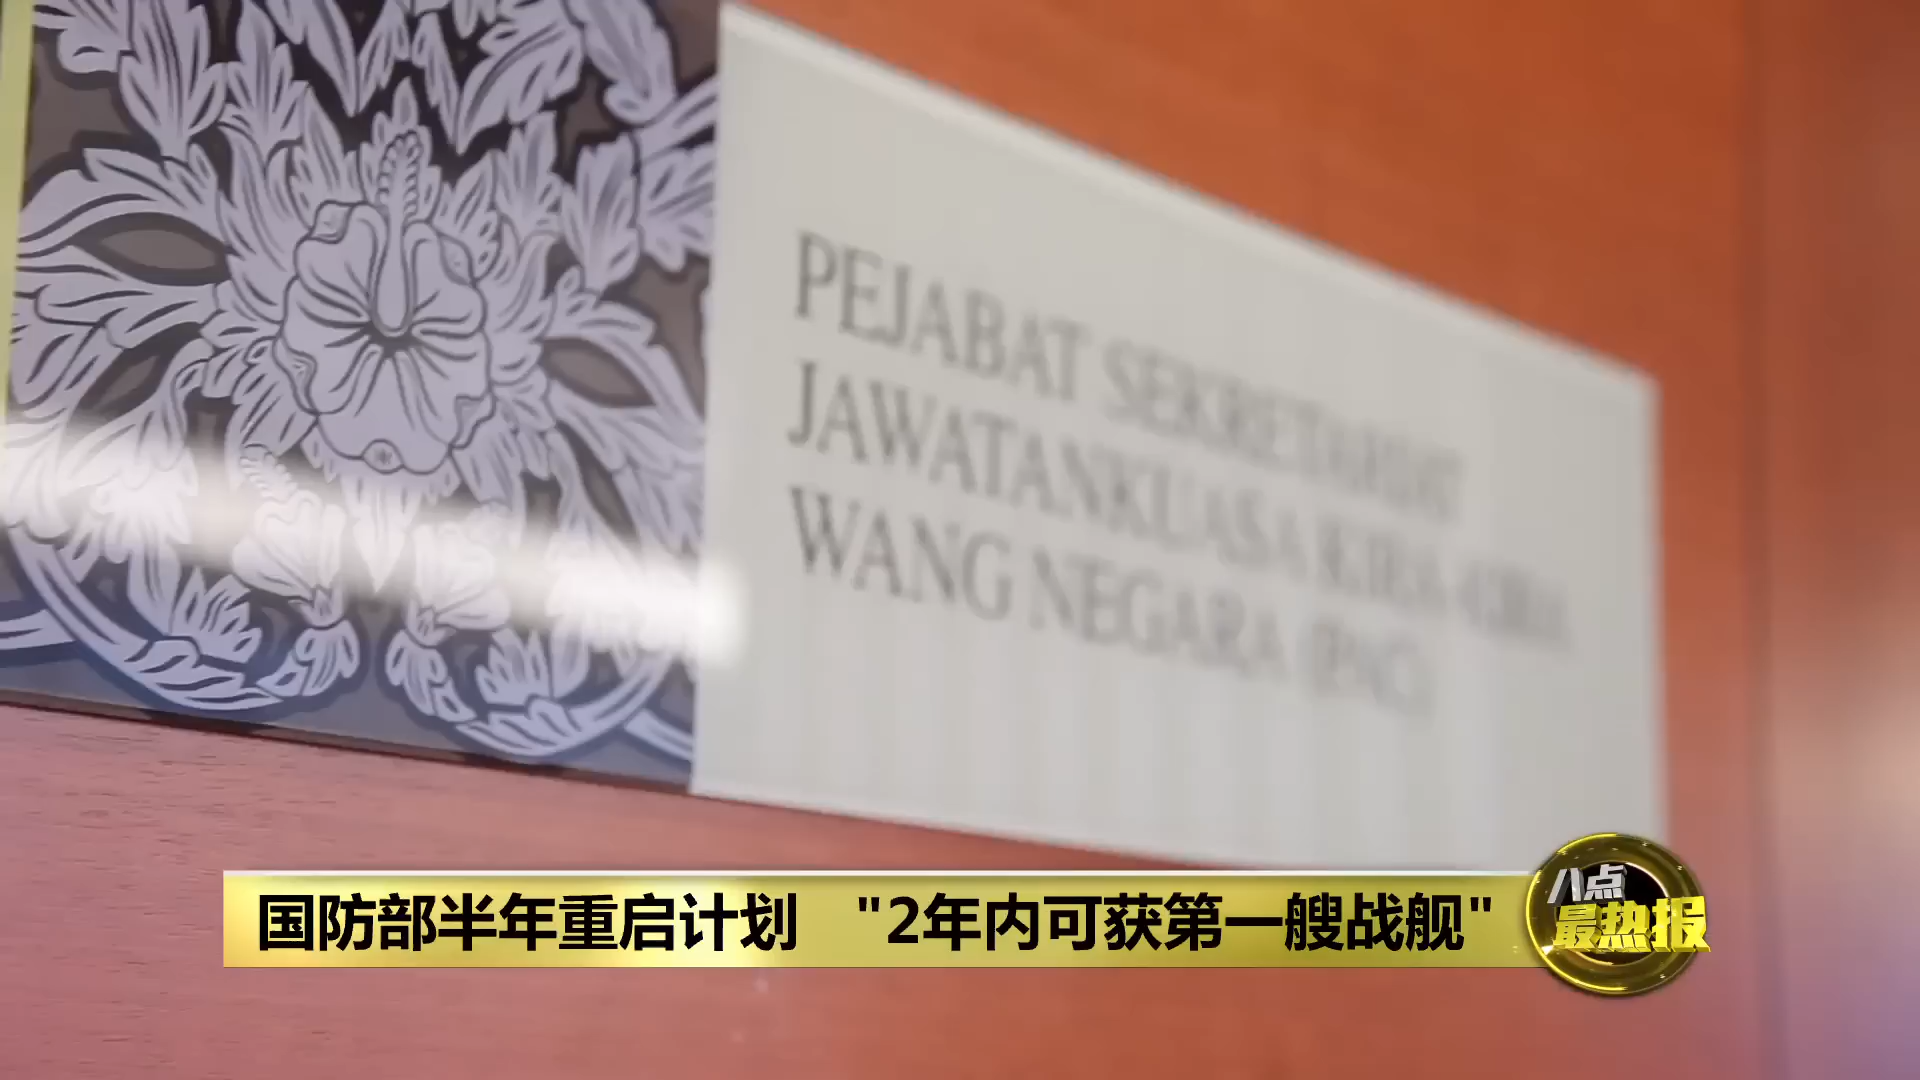 PEJABAT SEKRETARIAT
JAWATANKUASA KIRA-KIRA
WANG NEGARA (PAC)
国防部半年重启计划 "2年内可获第一艘战舰"
八点
最热报